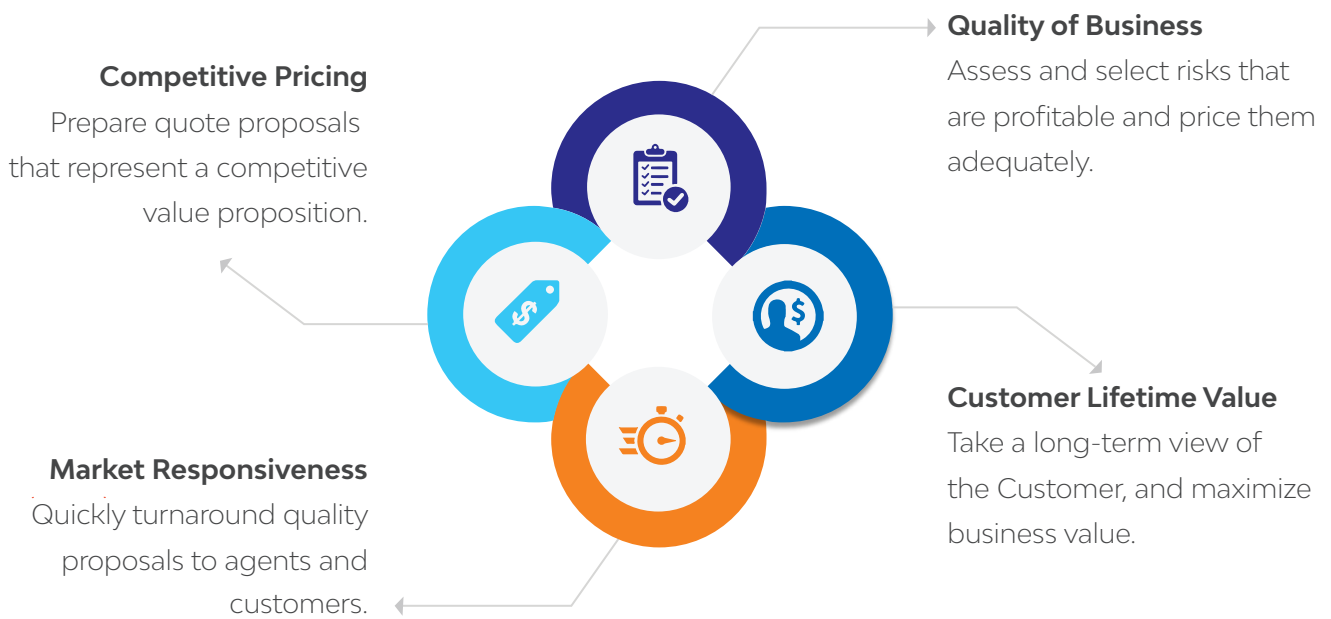 Competitive Pricing
Prepare quote proposals
that represent a competitive
value proposition.
Quality of Business
Assess and select risks that
are profitable and price them
adequately.
Market Responsiveness
Quickly turnaround quality
proposals to agents and
customers.
Customer Lifetime Value
Take a long-term view of
the Customer, and maximize
business value.
$
$